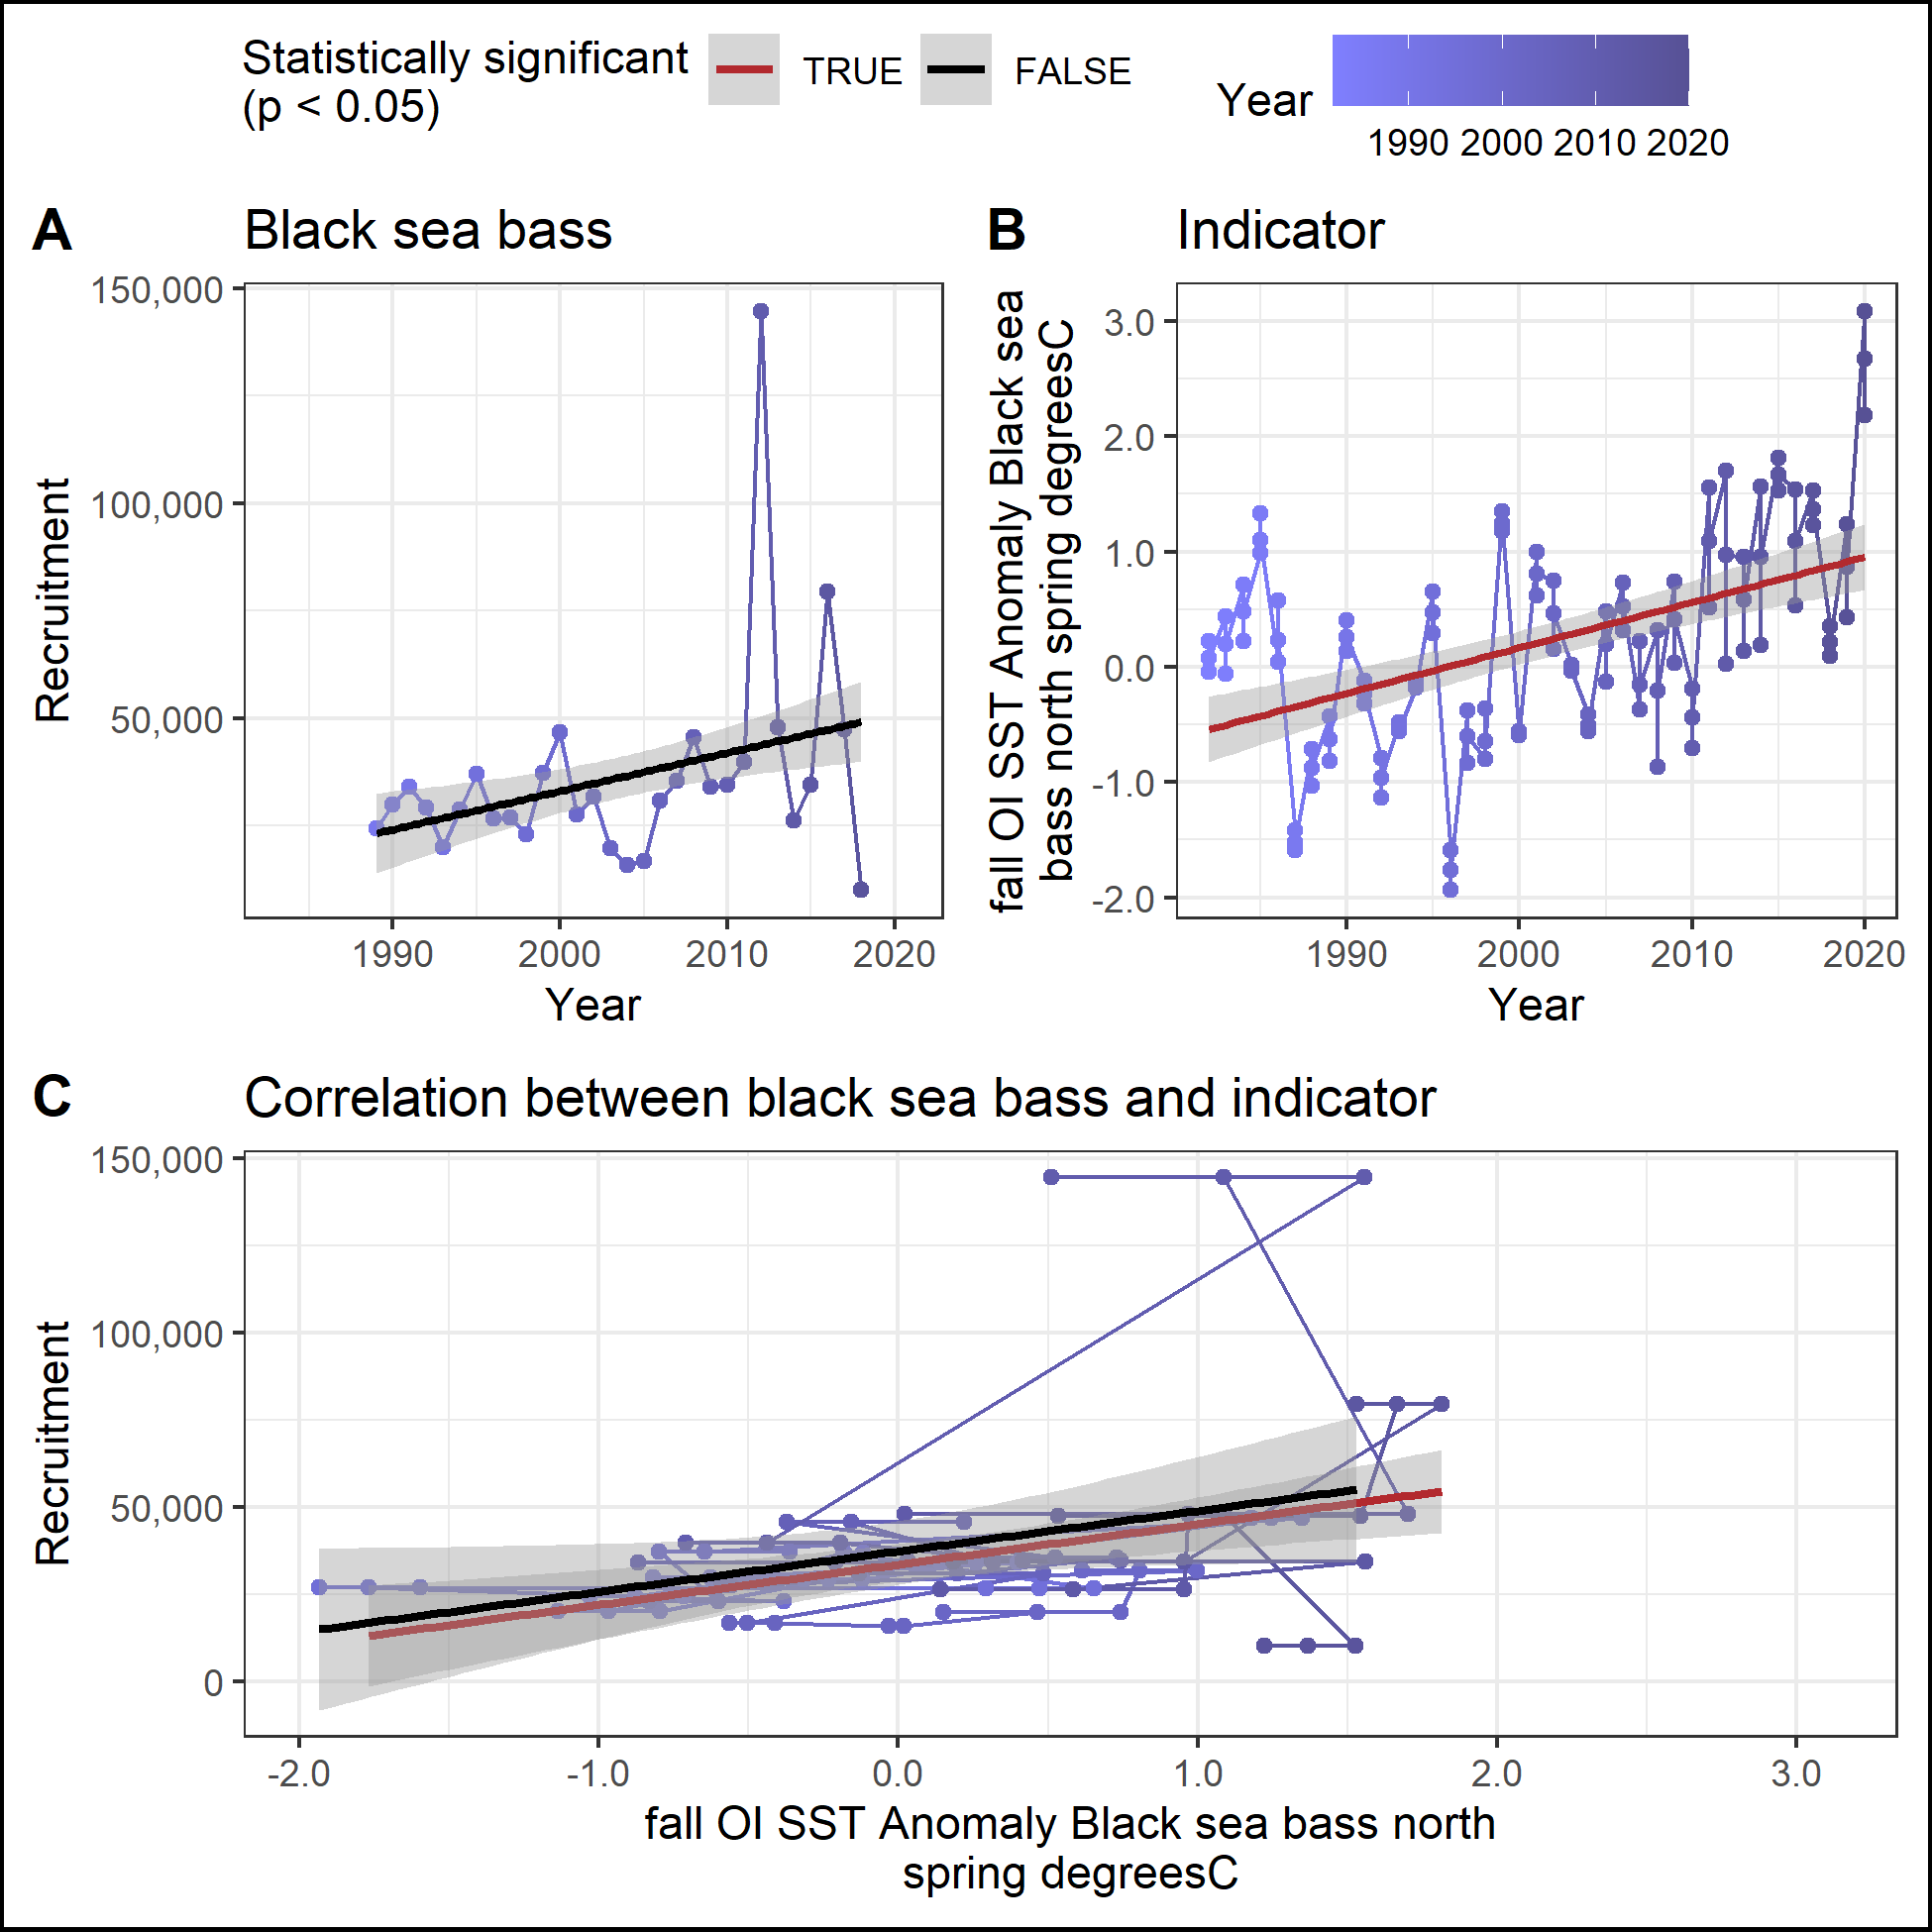 Statistically significant
(p < 0.05)
TRUE
FALSE
Year
1990 2000 2010 2020
A
Black sea bass
150,000
100,000
50,000
Recruitment
1990 2000 2010 2020
Year
B
Indicator
fall OI SST Anomaly Black sea
bass north spring degreesC
3.0
2.0
1.0
0.0
-1.0
-2.0
1990 2000 2010 2020
Year
C
Correlation between black sea bass and indicator
150,000
100,000
50,000
0
Recruitment
-2.0 -1.0 0.0 1.0 2.0 3.0
fall OI SST Anomaly Black sea bass north
spring degreesC